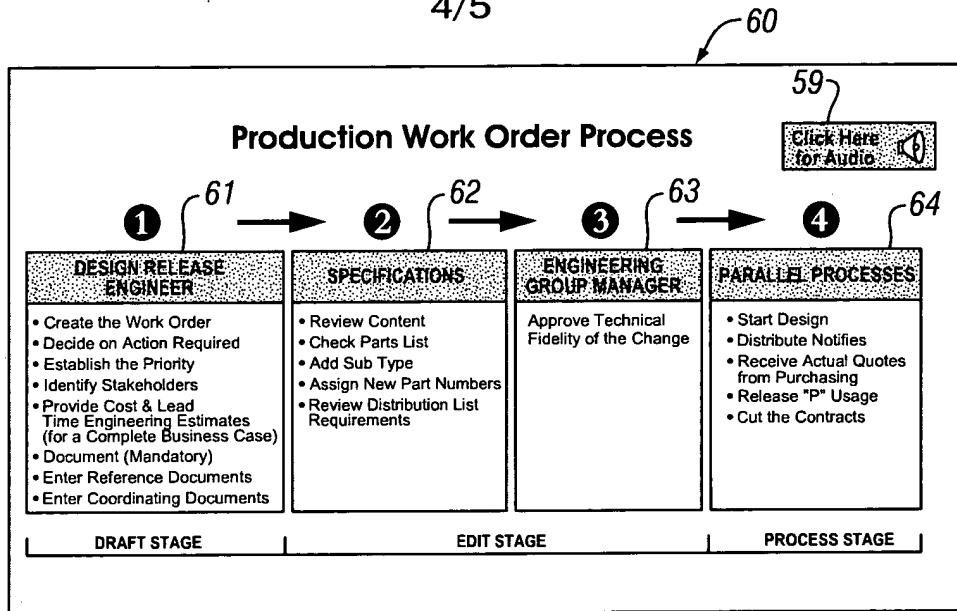 4/5
60
59
Production Work Order Process
Click Here
for Audio
61
62
63
64
1
2
3
4
DESIGN RELEASE
ENGINEER
• Create the Work Order
• Decide on Action Required
• Establish the Priority
• Identify Stakeholders
• Provide Cost & Lead
Time Engineering Estimates
(for a Complete Business Case)
• Document (Mandatory)
• Enter Reference Documents
• Enter Coordinating Documents
SPECIFICATIONS
• Review Content
• Check Parts List
• Add Sub Type
• Assign New Part Numbers
• Review Distribution List
Requirements
ENGINEERING
GROUP MANAGER
Approve Technical
Fidelity of the Change
PARALLEL PROCESSES
• Start Design
• Distribute Notifies
• Receive Actual Quotes
from Purchasing
• Release "P" Usage
• Cut the Contracts
DRAFT STAGE
EDIT STAGE
PROCESS STAGE